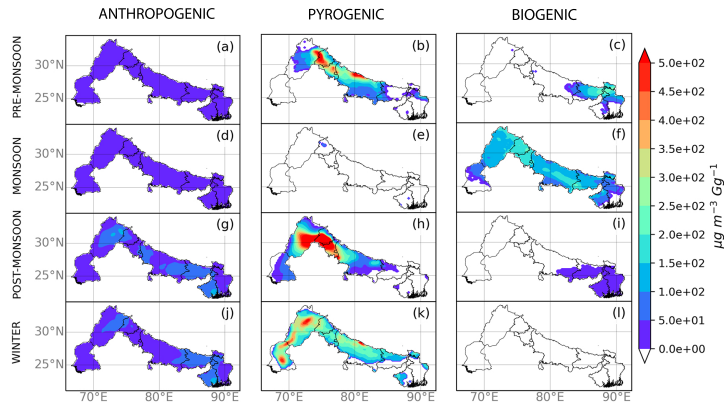 ANTHROPOGENIC PYROGENIC BIOGENIC
PRE-MONSOON
30°N
25°N
(a) (b) (c)
MONSOON
30°N
25°N
(d) (e) (f)
POST-MONSOON
30°N
25°N
(g) (h) (i)
WINTER
30°N
25°N
(j) (k) (l)
70°E 80°E 90°E 70°E 80°E 90°E 70°E 80°E 90°E
5.0e+02
4.5e+02
4.0e+02
3.5e+02
3.0e+02
2.5e+02
2.0e+02
1.5e+02
1.0e+02
5.0e+01
0.0e+00
μg m⁻³ Gg⁻¹